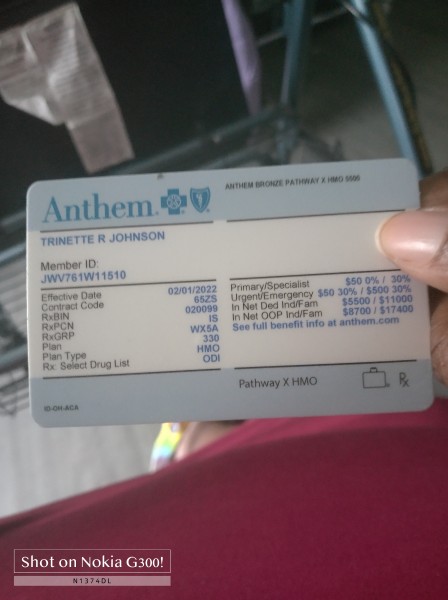 Anthem
ANTHEM BRONZE PATHWAY X HMO 5500
TRINETTE R JOHNSON
Member ID:
JWV761W11510
Effective Date 02/01/2022
Contract Code 65ZS
RxBIN 020099
RxPCN IS
RxGRP WX5A
Plan 330
Plan Type HMO
Rx: Select Drug List ODI
Primary/Specialist $50 0% / 30%
Urgent/Emergency $50 30% / $500 30%
In Net Ded Ind/Fam $5500 / $11000
In Net OOP Ind/Fam $8700 / $17400
See full benefit info at anthem.com
Pathway X HMO
Rx
ID-OH-ACA
Shot on Nokia G300!
N1374DL